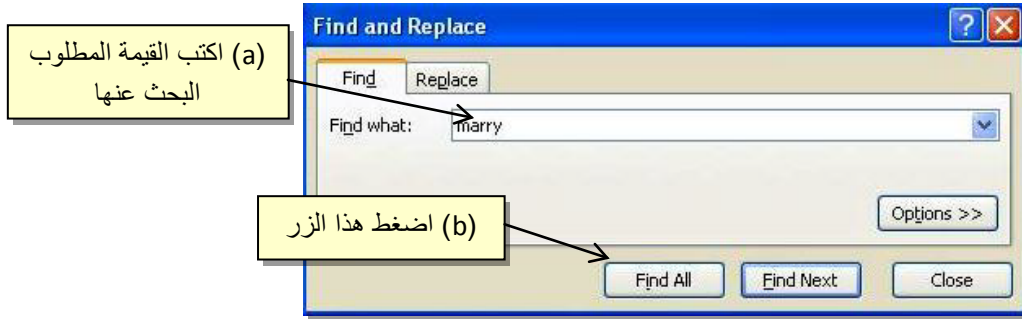 Find and Replace
(a) اكتب القيمة المطلوب
البحث عنها
Find Replace
Find what: marry
Options >>
(b) اضغط هذا الزر
Find All Find Next Close